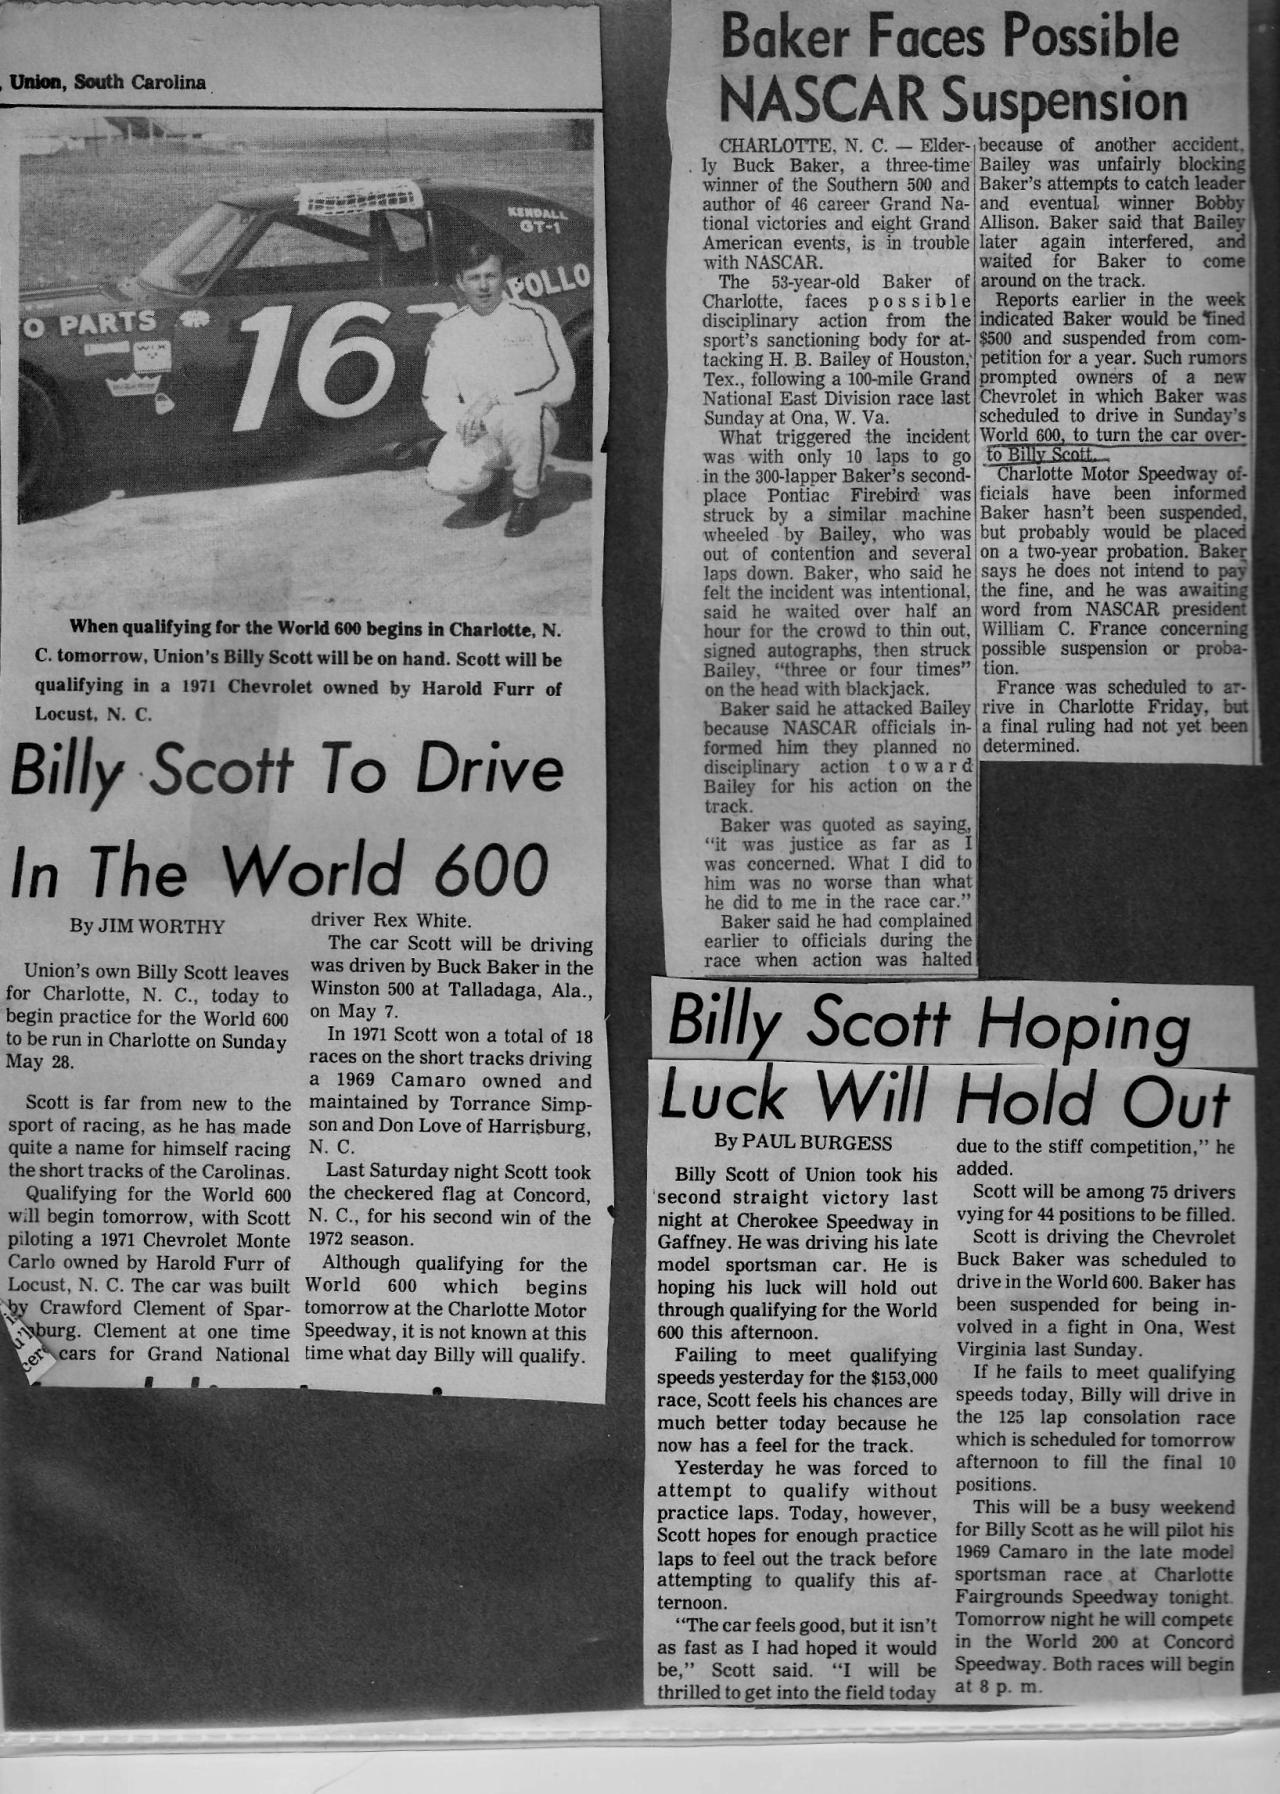 , Union, South Carolina
KENDALL
GT-1
POLLO
O PARTS
16
When qualifying for the World 600 begins in Charlotte, N.
C. tomorrow, Union's Billy Scott will be on hand. Scott will be
qualifying in a 1971 Chevrolet owned by Harold Furr of
Locust, N. C.
Billy Scott To Drive
In The World 600
By JIM WORTHY
Union's own Billy Scott leaves
for Charlotte, N. C., today to
begin practice for the World 600
to be run in Charlotte on Sunday
May 28.
Scott is far from new to the
sport of racing, as he has made
quite a name for himself racing
the short tracks of the Carolinas.
Qualifying for the World 600
will begin tomorrow, with Scott
piloting a 1971 Chevrolet Monte
Carlo owned by Harold Furr of
Locust, N. C. The car was built
by Crawford Clement of Spar-
burg. Clement at one time
cars for Grand National
driver Rex White.
The car Scott will be driving
was driven by Buck Baker in the
Winston 500 at Talladaga, Ala.,
on May 7.
In 1971 Scott won a total of 18
races on the short tracks driving
a 1969 Camaro owned and
maintained by Torrance Simp-
son and Don Love of Harrisburg,
N. C.
Last Saturday night Scott took
the checkered flag at Concord,
N. C., for his second win of the
1972 season.
Although qualifying for the
World 600 which begins
tomorrow at the Charlotte Motor
Speedway, it is not known at this
time what day Billy will qualify.
Baker Faces Possible
NASCAR Suspension
CHARLOTTE, N. C. — Elder-
ly Buck Baker, a three-time
winner of the Southern 500 and
author of 46 career Grand Na-
tional victories and eight Grand
American events, is in trouble
with NASCAR.
The 53-year-old Baker of
Charlotte, faces possible
disciplinary action from the
sport's sanctioning body for at-
tacking H. B. Bailey of Houston,
Tex., following a 100-mile Grand
National East Division race last
Sunday at Ona, W. Va.
What triggered the incident
was with only 10 laps to go
in the 300-lapper Baker's second-
place Pontiac Firebird was
struck by a similar machine
wheeled by Bailey, who was
out of contention and several
laps down. Baker, who said he
felt the incident was intentional,
said he waited over half an
hour for the crowd to thin out,
signed autographs, then struck
Bailey, "three or four times"
on the head with blackjack.
Baker said he attacked Bailey
because NASCAR officials in-
formed him they planned no
disciplinary action toward
Bailey for his action on the
track.
Baker was quoted as saying,
"it was justice as far as I
was concerned. What I did to
him was no worse than what
he did to me in the race car."
Baker said he had complained
earlier to officials during the
race when action was halted
because of another accident,
Bailey was unfairly blocking
Baker's attempts to catch leader
and eventual winner Bobby
Allison. Baker said that Bailey
later again interfered, and
waited for Baker to come
around on the track.
Reports earlier in the week
indicated Baker would be fined
$500 and suspended from com-
petition for a year. Such rumors
prompted owners of a new
Chevrolet in which Baker was
scheduled to drive in Sunday's
World 600, to turn the car over
to Billy Scott.
Charlotte Motor Speedway of-
ficials have been informed
Baker hasn't been suspended,
but probably would be placed
on a two-year probation. Baker
says he does not intend to pay
the fine, and he was awaiting
word from NASCAR president
William C. France concerning
possible suspension or proba-
tion.
France was scheduled to ar-
rive in Charlotte Friday, but
a final ruling had not yet been
determined.
Billy Scott Hoping
Luck Will Hold Out
By PAUL BURGESS
Billy Scott of Union took his
second straight victory last
night at Cherokee Speedway in
Gaffney. He was driving his late
model sportsman car. He is
hoping his luck will hold out
through qualifying for the World
600 this afternoon.
Failing to meet qualifying
speeds yesterday for the $153,000
race, Scott feels his chances are
much better today because he
now has a feel for the track.
Yesterday he was forced to
attempt to qualify without
practice laps. Today, however,
Scott hopes for enough practice
laps to feel out the track before
attempting to qualify this af-
ternoon.
"The car feels good, but it isn't
as fast as I had hoped it would
be," Scott said. "I will be
thrilled to get into the field today
due to the stiff competition," he
added.
Scott will be among 75 drivers
vying for 44 positions to be filled.
Scott is driving the Chevrolet
Buck Baker was scheduled to
drive in the World 600. Baker has
been suspended for being in-
volved in a fight in Ona, West
Virginia last Sunday.
If he fails to meet qualifying
speeds today, Billy will drive in
the 125 lap consolation race
which is scheduled for tomorrow
afternoon to fill the final 10
positions.
This will be a busy weekend
for Billy Scott as he will pilot his
1969 Camaro in the late model
sportsman race at Charlotte
Fairgrounds Speedway tonight.
Tomorrow night he will compete
in the World 200 at Concord
Speedway. Both races will begin
at 8 p. m.